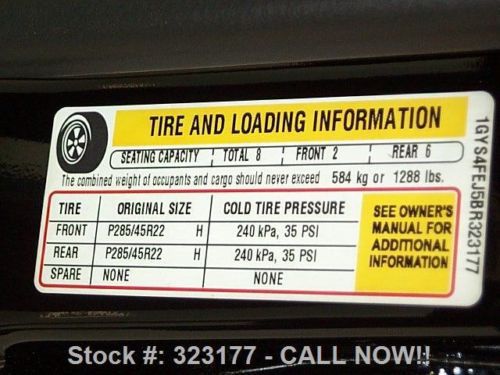 TIRE AND LOADING INFORMATION
SEATING CAPACITY TOTAL 8 FRONT 2 REAR 6
The combined weight of occupants and cargo should never exceed 584 kg or 1288 lbs.
TIRE ORIGINAL SIZE COLD TIRE PRESSURE
FRONT P285/45R22 H 240 kPa, 35 PSI
REAR P285/45R22 H 240 kPa, 35 PSI
SPARE NONE NONE
SEE OWNER'S
MANUAL FOR
ADDITIONAL
INFORMATION
1GYS4FEJ5BR323177
Stock #: 323177 - CALL NOW!!